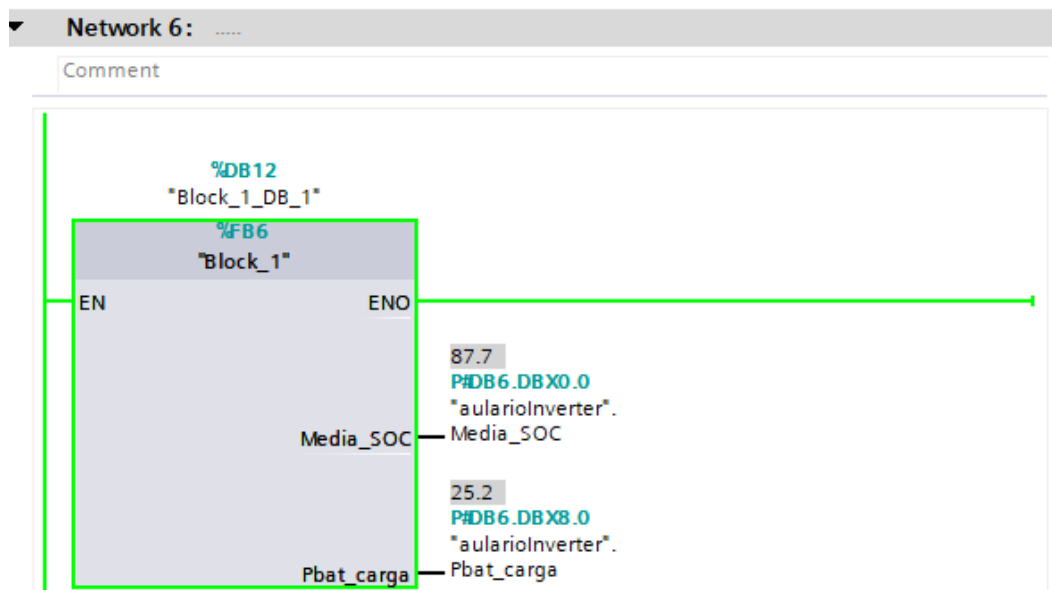 Network 6: .....
Comment
%DB12
"Block_1_DB_1"
%FB6
"Block_1"
EN ENO
87.7
P#DB6.DBX0.0
"aularioInverter".
Media_SOC Media_SOC
25.2
P#DB6.DBX8.0
"aularioInverter".
Pbat_carga Pbat_carga